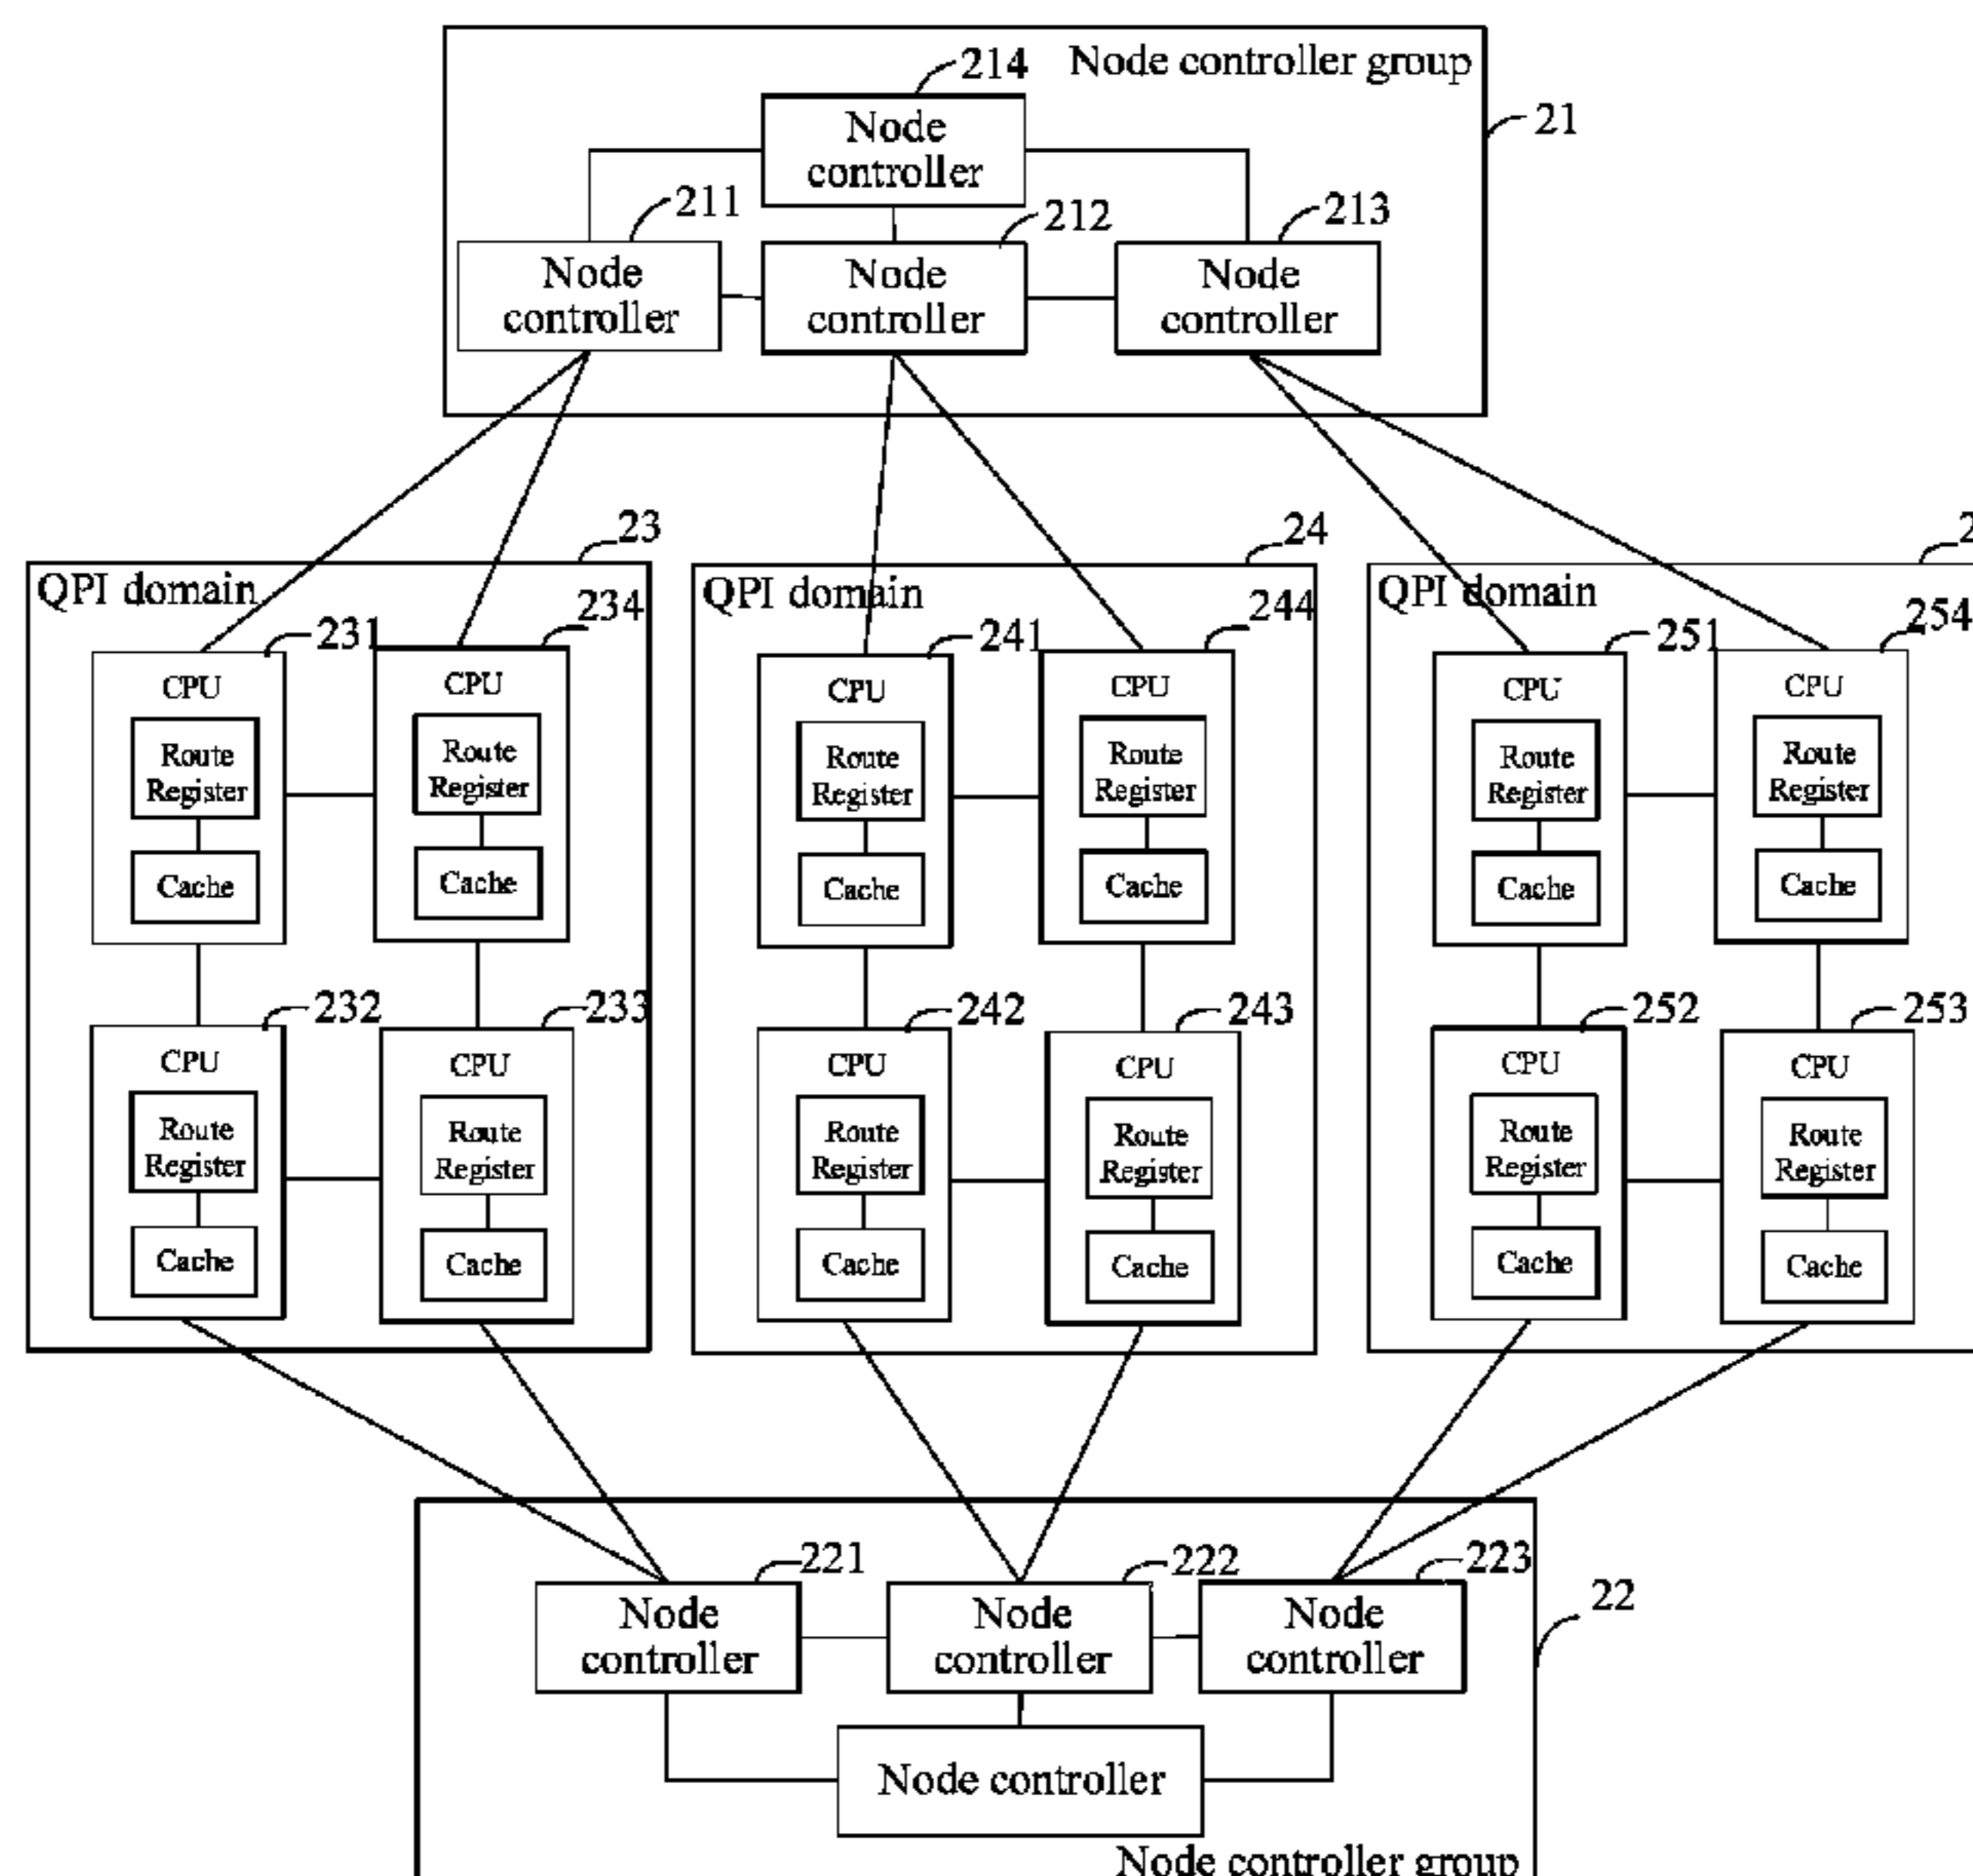 Node controller group
214
21
Node
controller
211
212
213
Node
controller
Node
controller
Node
controller
23
24
2
QPI domain
QPI domain
QPI domain
231
234
241
244
251
254
CPU
Route
Register
Cache
CPU
Route
Register
Cache
CPU
Route
Register
Cache
CPU
Route
Register
Cache
CPU
Route
Register
Cache
CPU
Route
Register
Cache
232
233
242
243
252
253
CPU
Route
Register
Cache
CPU
Route
Register
Cache
CPU
Route
Register
Cache
CPU
Route
Register
Cache
CPU
Route
Register
Cache
CPU
Route
Register
Cache
221
222
223
22
Node
controller
Node
controller
Node
controller
Node controller
Node controller group